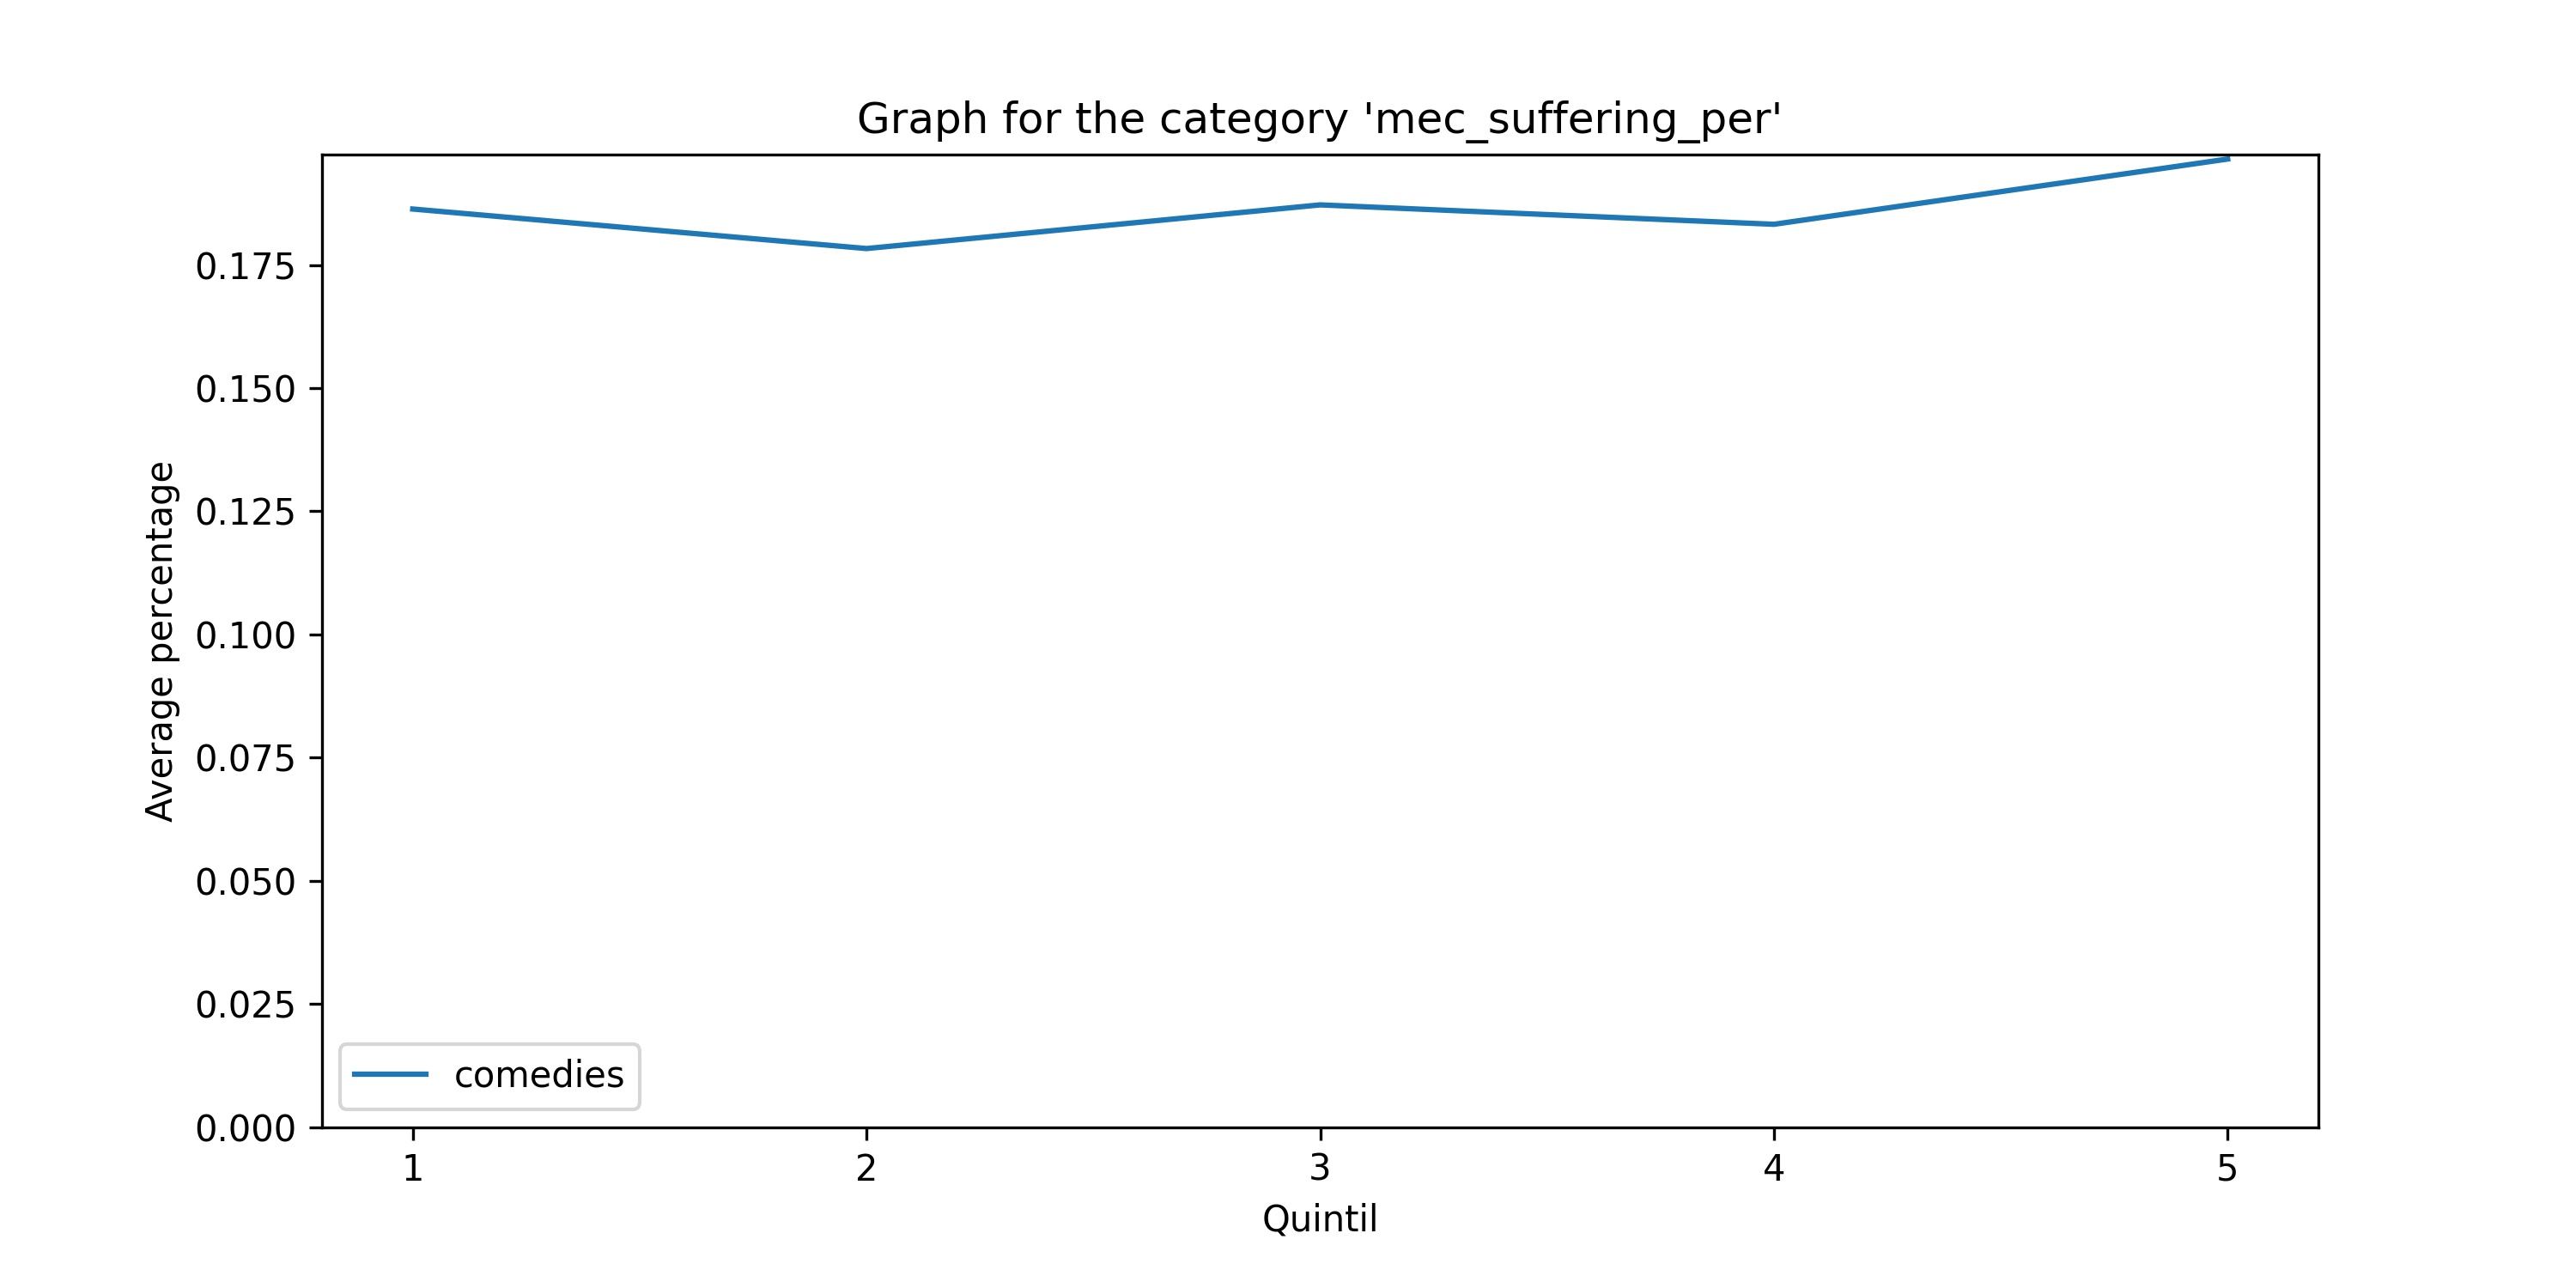 Graph for the category 'mec_suffering_per'
Average percentage
0.175
0.150
0.125
0.100
0.075
0.050
0.025
0.000
comedies
1 2 3 4 5
Quintil